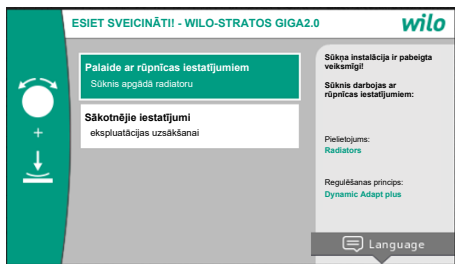 ESIET SVEICINĀTI! - WILO-STRATOS GIGA2.0
wilo
Palaide ar rūpnīcas iestatījumiem
Sūknis apgādā radiatoru
Sākotnējie iestatījumi
ekspluatācijas uzsākšanai
Sūkņa instalācija ir pabeigta
veiksmīgi!
Sūknis darbojas ar
rūpnīcas iestatījumiem:
Pielietojums:
Radiators
Regulēšanas princips:
Dynamic Adapt plus
Language